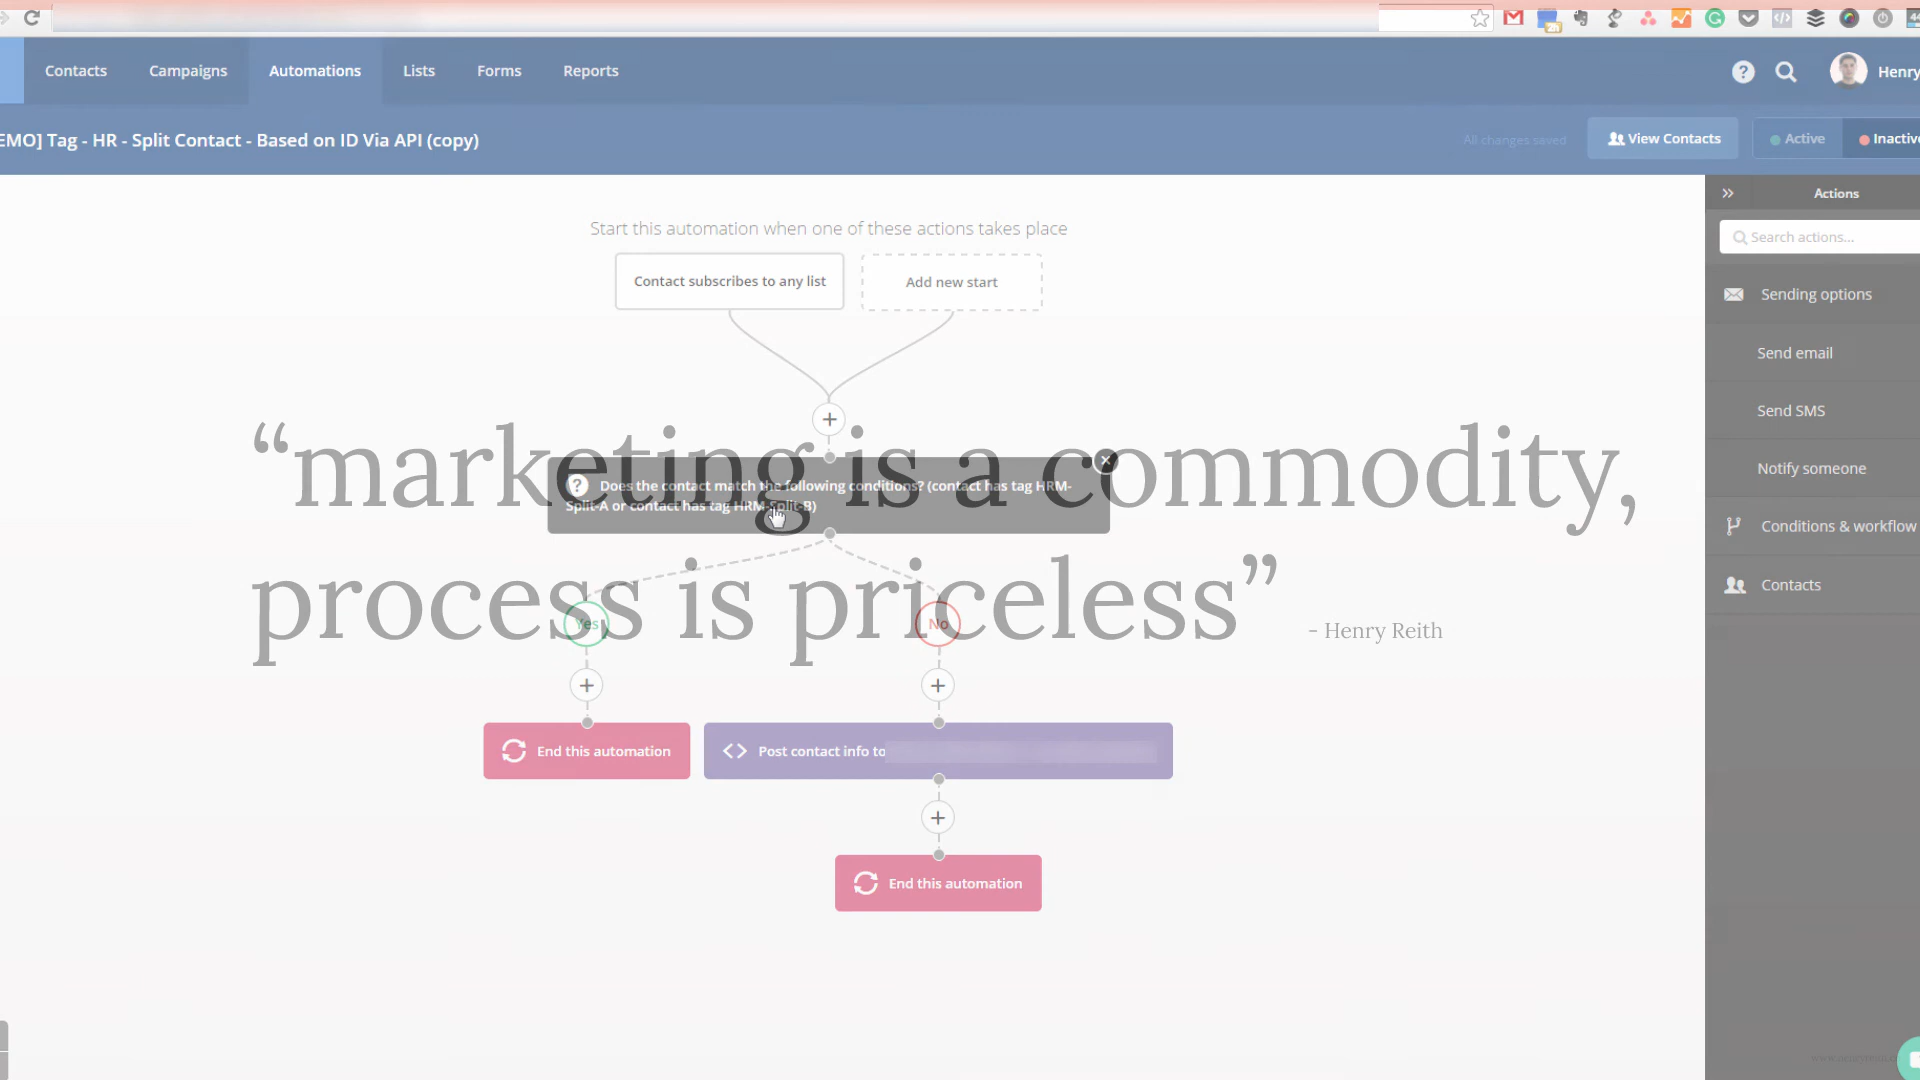 Contacts
Campaigns
Automations
Lists
Forms
Reports
?
Henry
EMO] Tag - HR - Split Contact - Based on ID Via API (copy)
All changes saved
View Contacts
Active
Inactive
Actions
Start this automation when one of these actions takes place
Search actions...
Contact subscribes to any list
Add new start
Sending options
Send email
Send SMS
“marketing is a commodity,
Notify someone
? Does the contact match the following conditions? (contact has tag HRM-
Split-A or contact has tag HRM-Split-B)
Conditions & workflow
process is priceless”
- Henry Reith
Contacts
Yes
No
End this automation
Post contact info to
End this automation